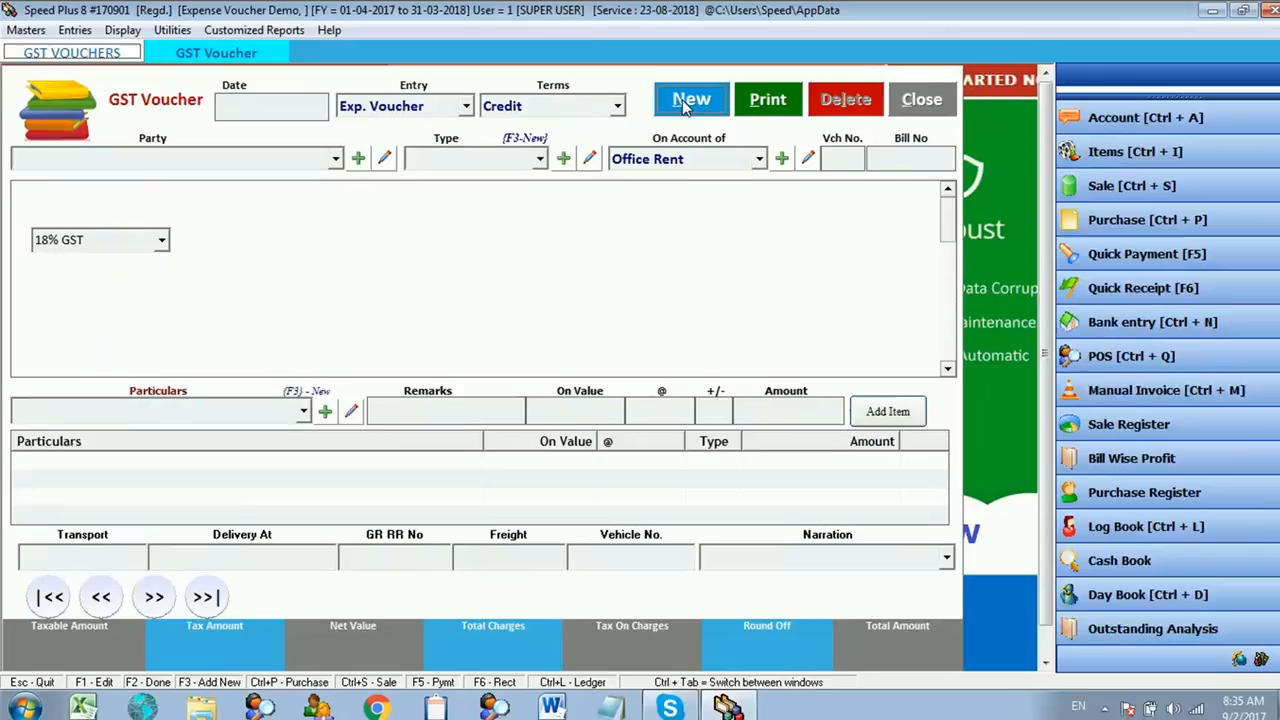 Speed Plus 8 #170901 [Regd.] [Expense Voucher Demo, ] [FY = 01-04-2017 to 31-03-2018] User = 1 [SUPER USER] [Service : 23-08-2018] @C:\Users\Speed\AppData
Masters Entries Display Utilities Customized Reports Help
GST VOUCHERS GST Voucher
GST Voucher
Date Entry Terms
Exp. Voucher Credit
New Print Delete Close
Party Type {F3-New} On Account of Vch No. Bill No
Office Rent
18% GST
Particulars {F3} - New Remarks On Value @ +/- Amount
Add Item
Particulars On Value @ Type Amount
Transport Delivery At GR RR No Freight Vehicle No. Narration
|<< << >> >>|
Taxable Amount Tax Amount Net Value Total Charges Tax On Charges Round Off Total Amount
Account [Ctrl + A]
Items [Ctrl + I]
Sale [Ctrl + S]
Purchase [Ctrl + P]
Quick Payment [F5]
Quick Receipt [F6]
Bank entry [Ctrl + N]
POS [Ctrl + Q]
Manual Invoice [Ctrl + M]
Sale Register
Bill Wise Profit
Purchase Register
Log Book [Ctrl + L]
Cash Book
Day Book [Ctrl + D]
Outstanding Analysis
Esc - Quit F1 - Edit F2 - Done F3 - Add New Ctrl+P - Purchase Ctrl+S - Sale F5 - Pymt F6 - Rect Ctrl+L - Ledger Ctrl + Tab = Switch between windows
EN 8:35 AM
9/2/2017